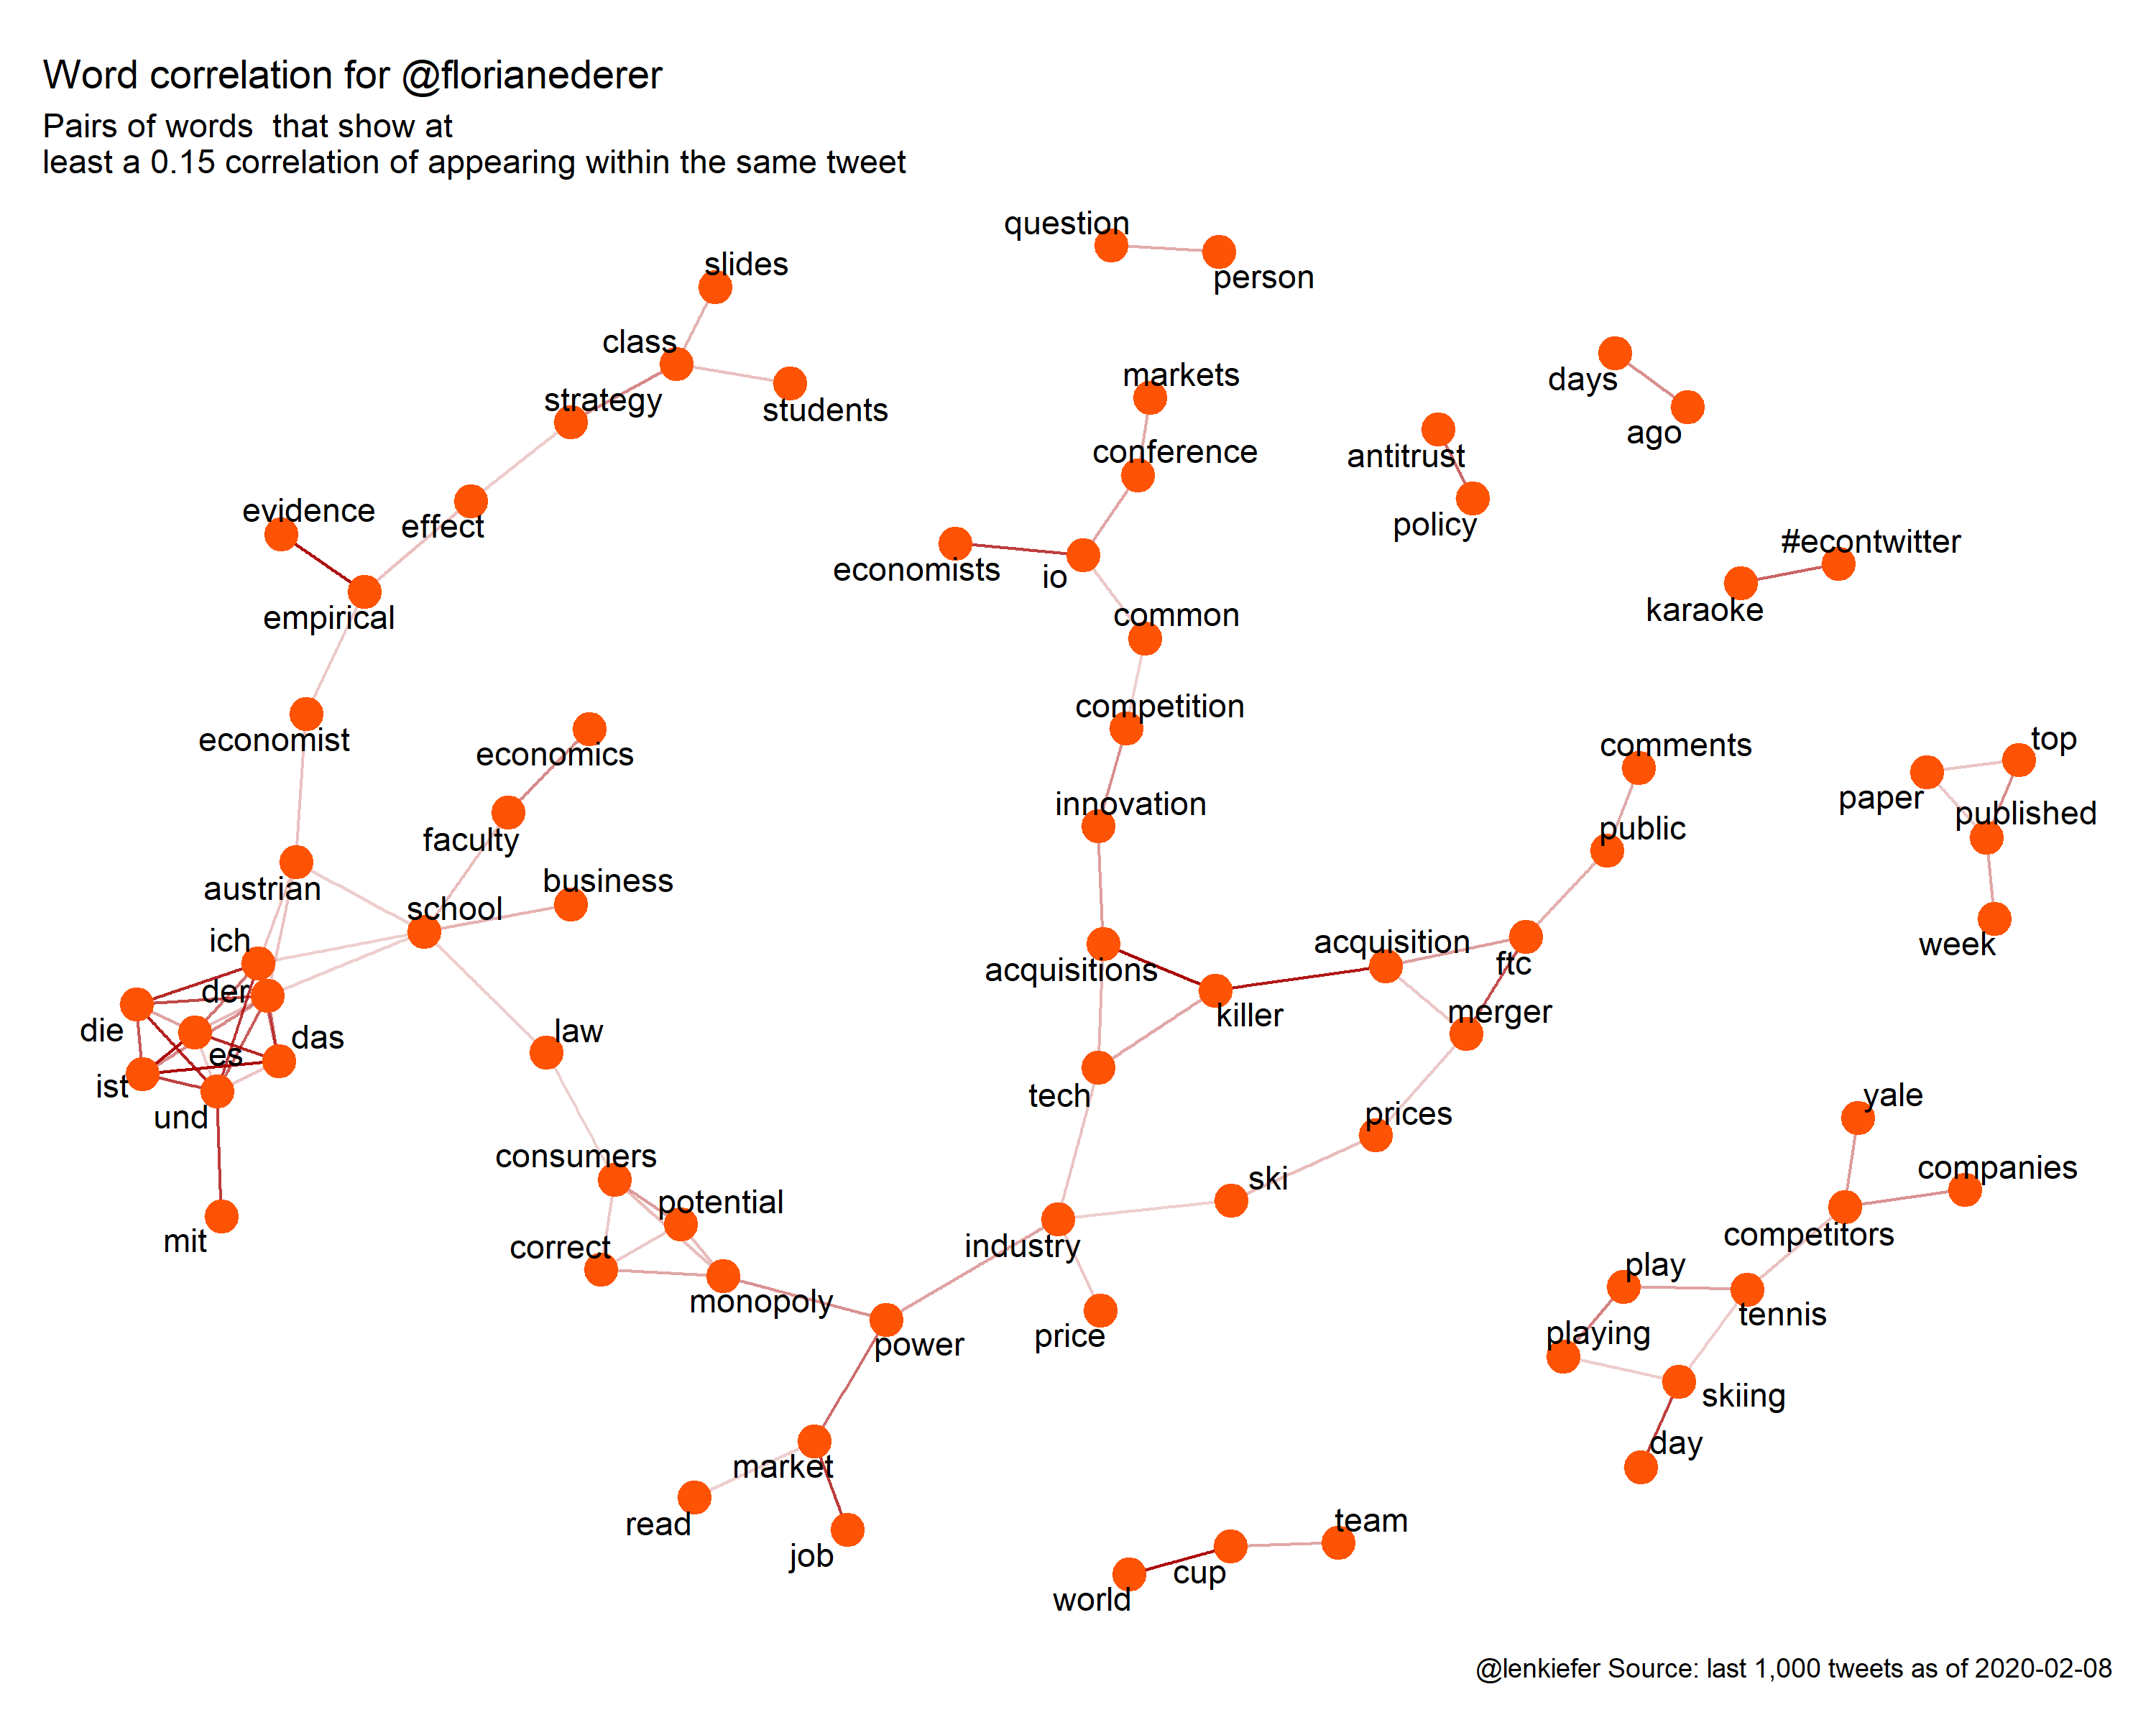 Word correlation for @florianederer
Pairs of words  that show at
least a 0.15 correlation of appearing within the same tweet
question
person
slides
class
students
strategy
markets
days
ago
conference
antitrust
policy
evidence
effect
economists
io
#econtwitter
karaoke
empirical
common
economist
economics
competition
comments
top
paper
published
innovation
public
faculty
austrian
business
school
week
ich
acquisition
ftc
acquisitions
der
killer
merger
die
es
das
law
ist
und
tech
prices
yale
mit
consumers
potential
ski
companies
correct
industry
competitors
monopoly
power
price
play
tennis
playing
skiing
market
day
read
job
team
cup
world
@lenkiefer Source: last 1,000 tweets as of 2020-02-08